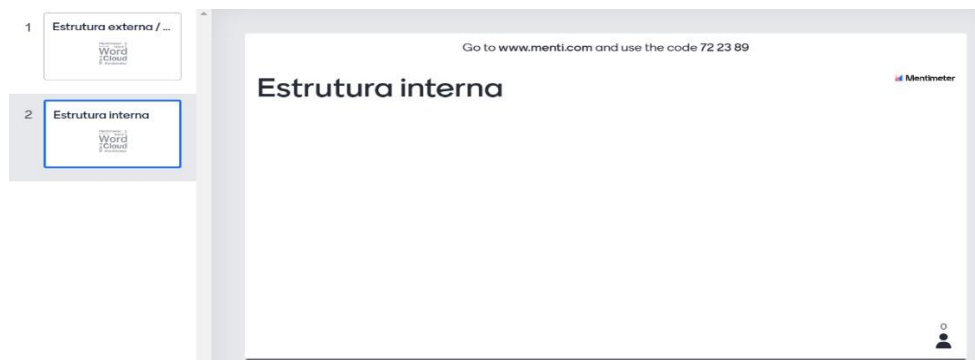 1 Estrutura externa / ...
Word
Cloud
2 Estrutura interna
Word
Cloud
Go to www.menti.com and use the code 72 23 89
Estrutura interna
Mentimeter
0